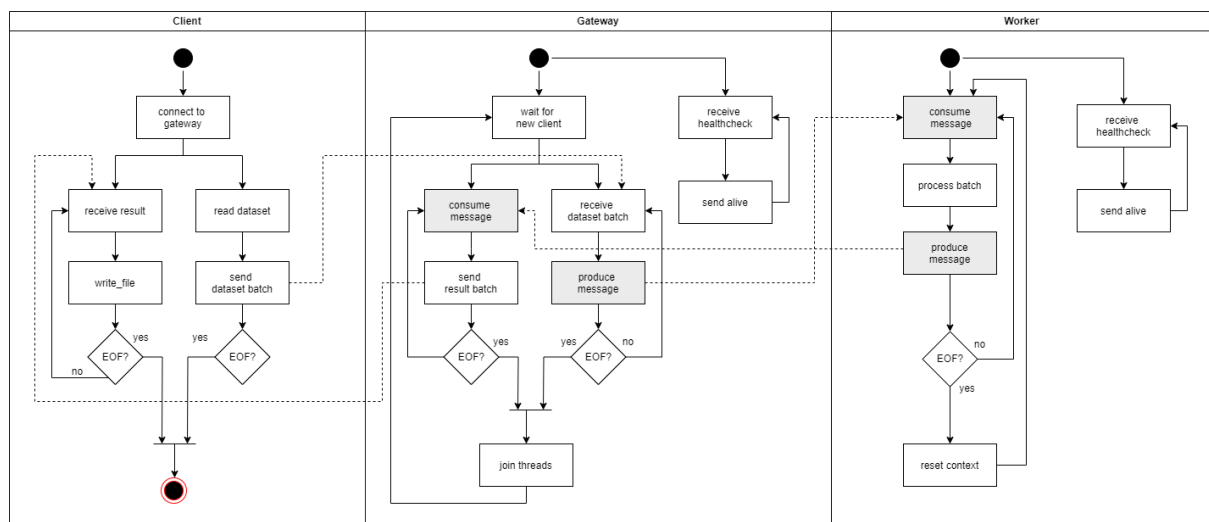 Client
Gateway
Worker
connect to
gateway
receive result
read dataset
write_file
send
dataset batch
EOF?
yes
no
yes
EOF?
wait for
new client
receive
healthcheck
send alive
consume
message
receive
dataset batch
send
result batch
produce
message
EOF?
yes
yes
EOF?
no
join threads
consume
message
process batch
produce
message
EOF?
no
yes
reset context
receive
healthcheck
send alive